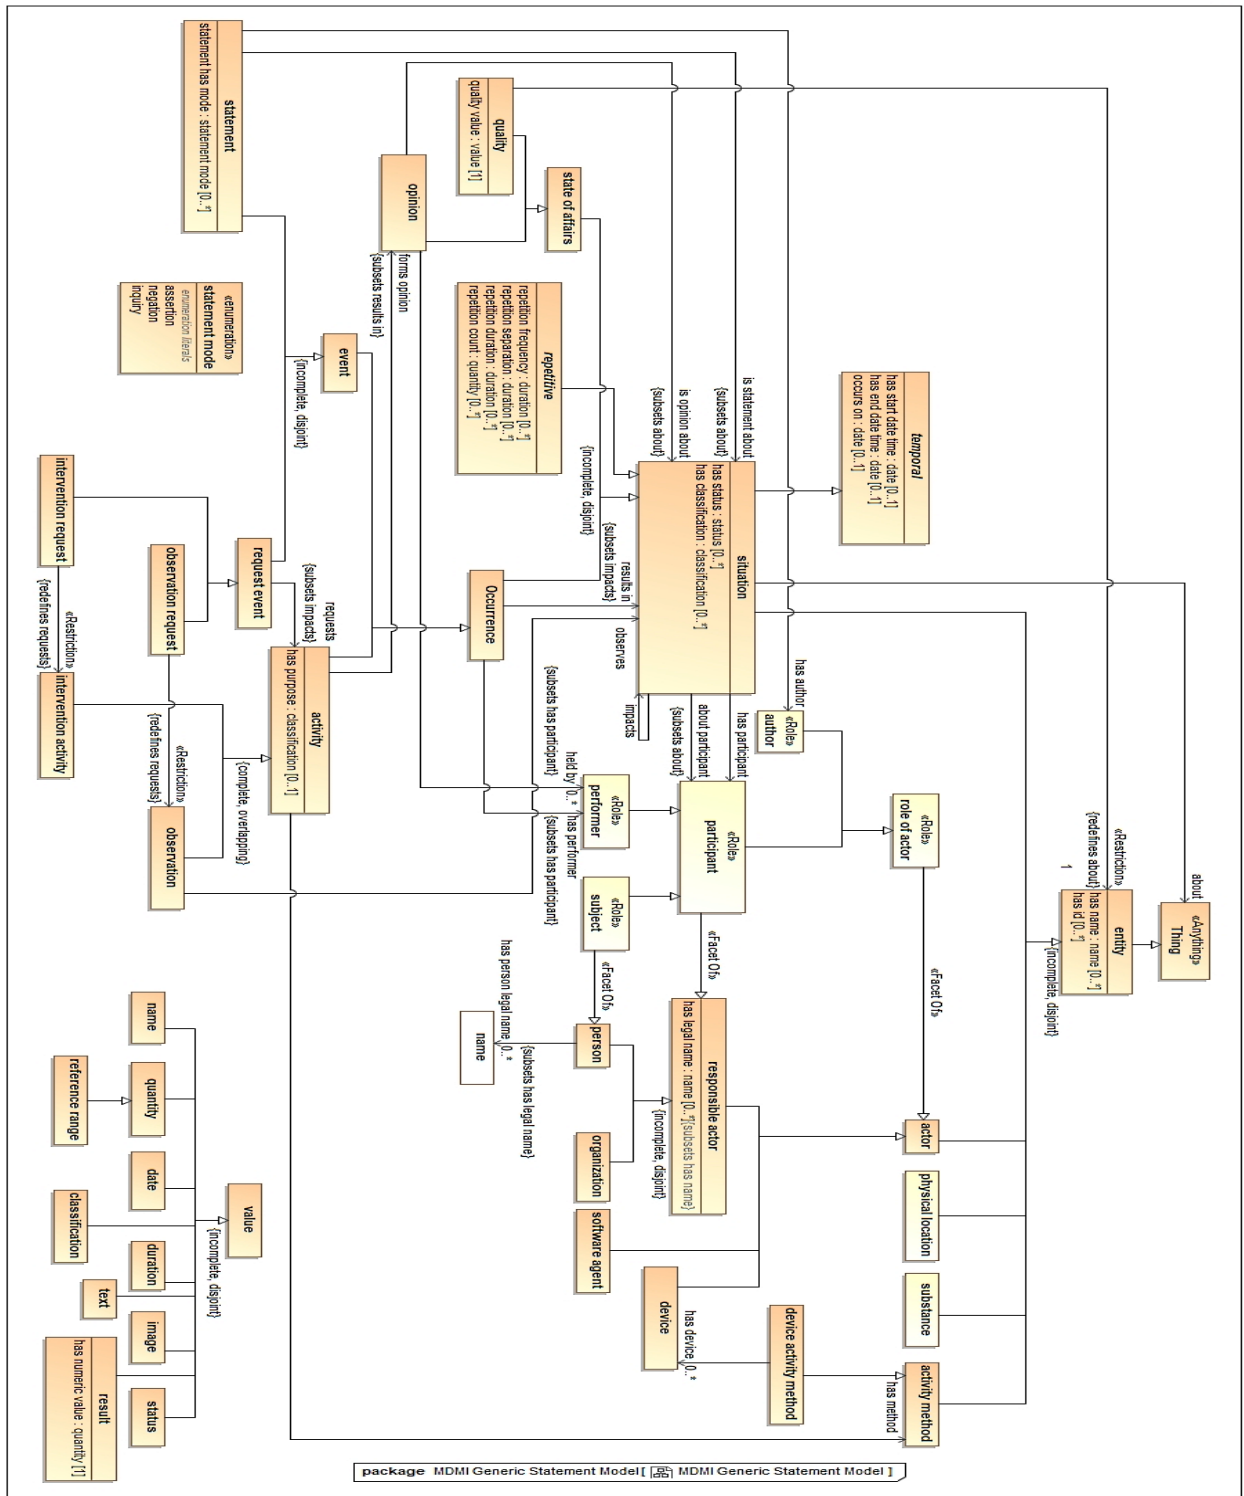 package MDMI Generic Statement Model [ MDMI Generic Statement Model ]
«Anything»
Thing
about
entity
has name : name [0..*]
has id [0..*]
«Restriction»
{redefines about}
1
{incomplete, disjoint}
temporal
has start date time : date [0..1]
has end date time : date [0..1]
occurs on : date [0..1]
«Role»
role of actor
«Facet Of»
actor
physical location
substance
activity method
has method
has author
«Role»
author
device activity method
has device
0..*
device
is statement about
{subsets about}
is opinion about
{subsets about}
situation
has status : status [0..*]
has classification : classification [0..*]
has participant
about participant
{subsets about}
impacts
«Role»
participant
«Facet Of»
responsible actor
has legal name : name [0..*]{subsets has name}
{incomplete, disjoint}
results in
{subsets impacts}
observes
{incomplete, disjoint}
«Role»
performer
held by
0..*
{subsets has participant}
has performer
{subsets has participant}
«Role»
subject
«Facet Of»
person
organization
software agent
has person legal name
0..*
{subsets has legal name}
name
state of affairs
quality
quality value : value [1]
repetitive
repetition frequency : duration [0..*]
repetition separation : duration [0..*]
repetition duration : duration [0..*]
repetition count : quantity [0..*]
Occurrence
opinion
forms opinion
{subsets results in}
event
{incomplete, disjoint}
requests
{subsets impacts}
activity
has purpose : classification [0..1]
{complete, overlapping}
statement
statement has mode : statement mode [0..*]
«enumeration»
statement mode
enumeration literals
assertion
negation
inquiry
request event
observation request
«Restriction»
{redefines requests}
observation
intervention request
«Restriction»
{redefines requests}
intervention activity
value
{incomplete, disjoint}
name
quantity
date
duration
image
status
reference range
classification
text
result
has numeric value : quantity [1]